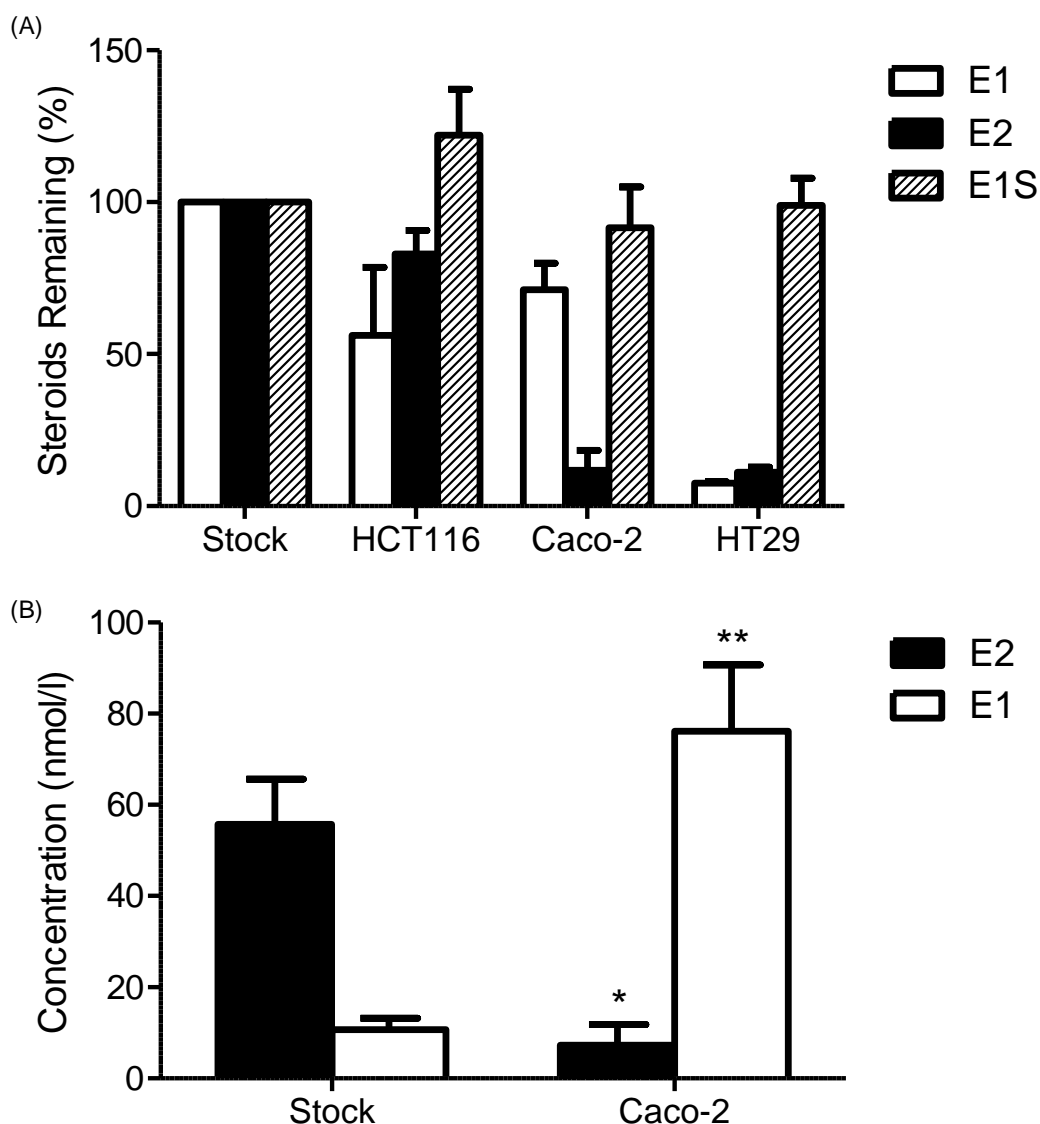 (A)
Steroids Remaining (%)
150
100
50
0
Stock
HCT116
Caco-2
HT29
E1
E2
E1S
(B)
Concentration (nmol/l)
100
80
60
40
20
0
*
**
Stock
Caco-2
E2
E1